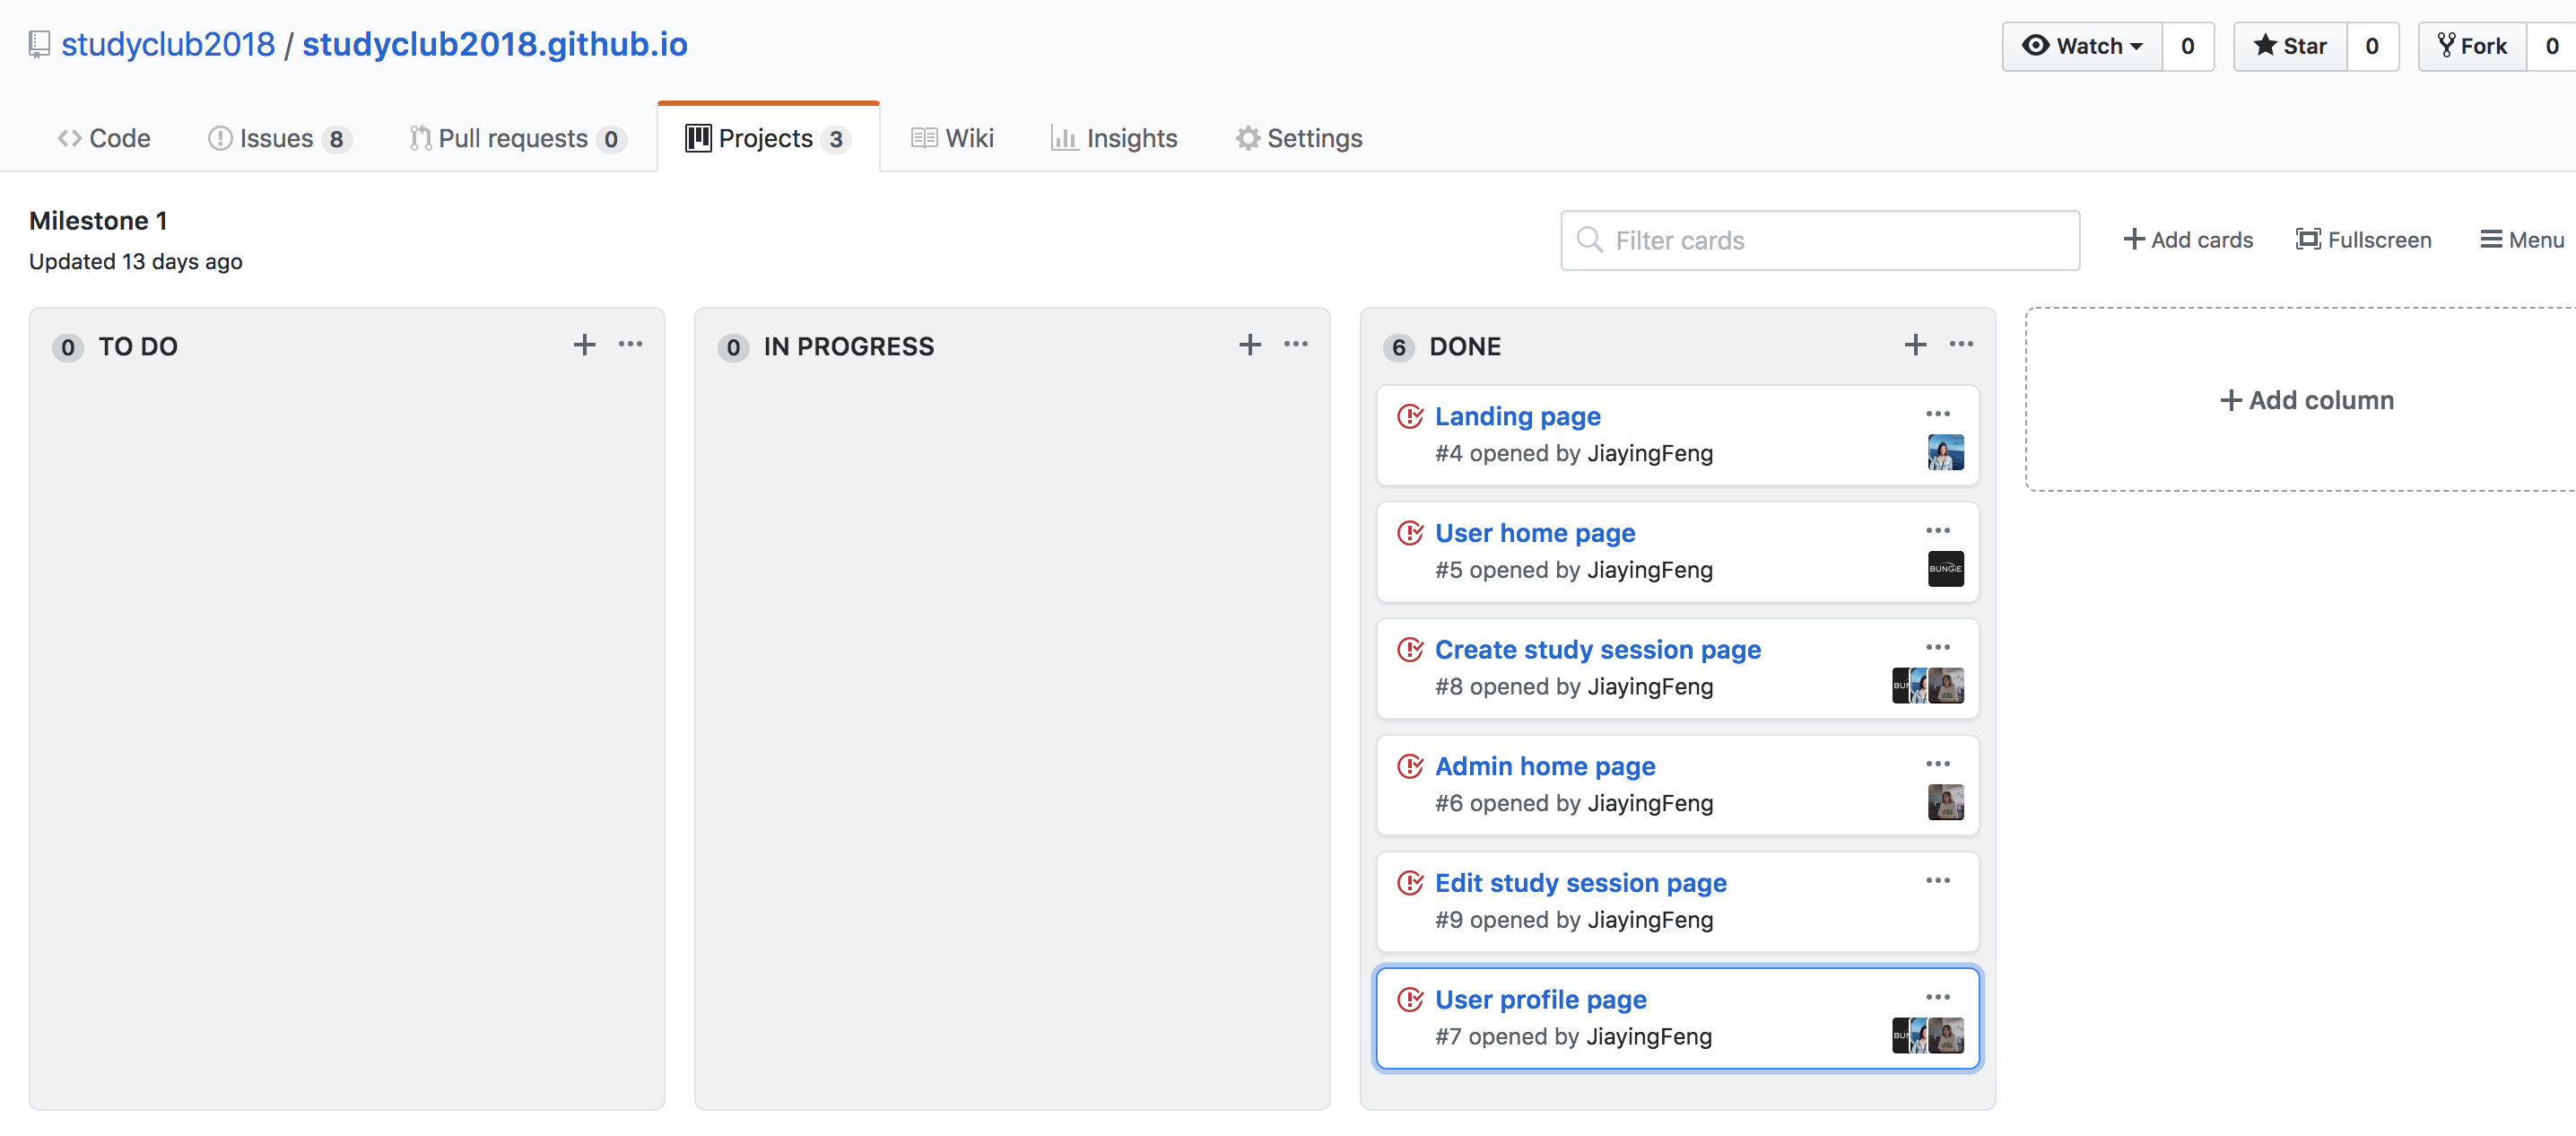 studyclub2018 / studyclub2018.github.io
Watch 0 Star 0 Fork 0
Code Issues 8 Pull requests 0 Projects 3 Wiki Insights Settings
Milestone 1
Updated 13 days ago
Filter cards
Add cards Fullscreen Menu
0 TO DO
0 IN PROGRESS
6 DONE
Landing page
#4 opened by JiayingFeng
User home page
#5 opened by JiayingFeng
BUNGiE
Create study session page
#8 opened by JiayingFeng
BUN
Admin home page
#6 opened by JiayingFeng
Edit study session page
#9 opened by JiayingFeng
User profile page
#7 opened by JiayingFeng
BUN
Add column